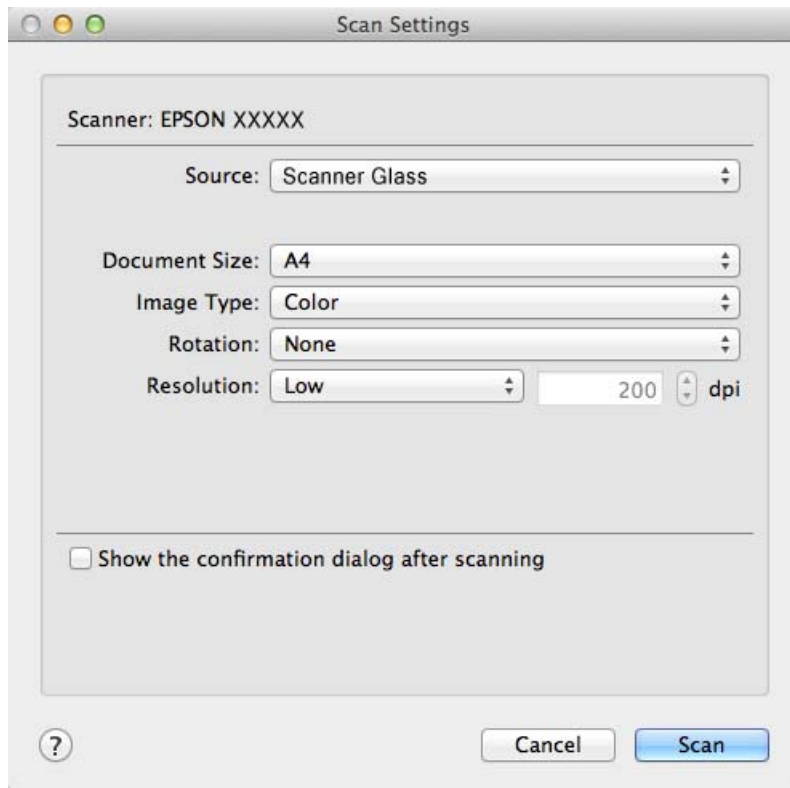 Scan Settings
Scanner: EPSON XXXXX
Source: Scanner Glass
Document Size: A4
Image Type: Color
Rotation: None
Resolution: Low 200 dpi
Show the confirmation dialog after scanning
? Cancel Scan